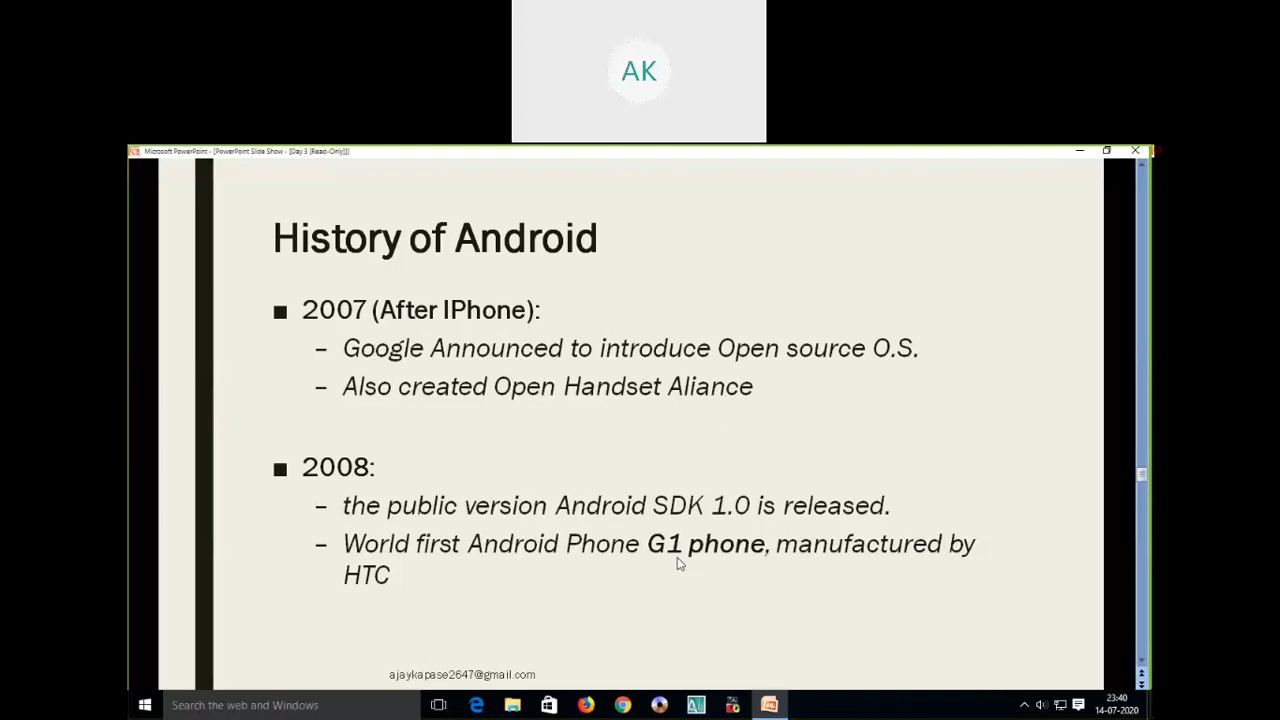 AK
Microsoft PowerPoint - [PowerPoint Slide Show - [Day 3 [Read-Only]]]
History of Android
■ 2007 (After IPhone):
– Google Announced to introduce Open source O.S.
– Also created Open Handset Aliance
■ 2008:
– the public version Android SDK 1.0 is released.
– World first Android Phone G1 phone, manufactured by
HTC
ajaykapase2647@gmail.com
Search the web and Windows
23:40
14-07-2020